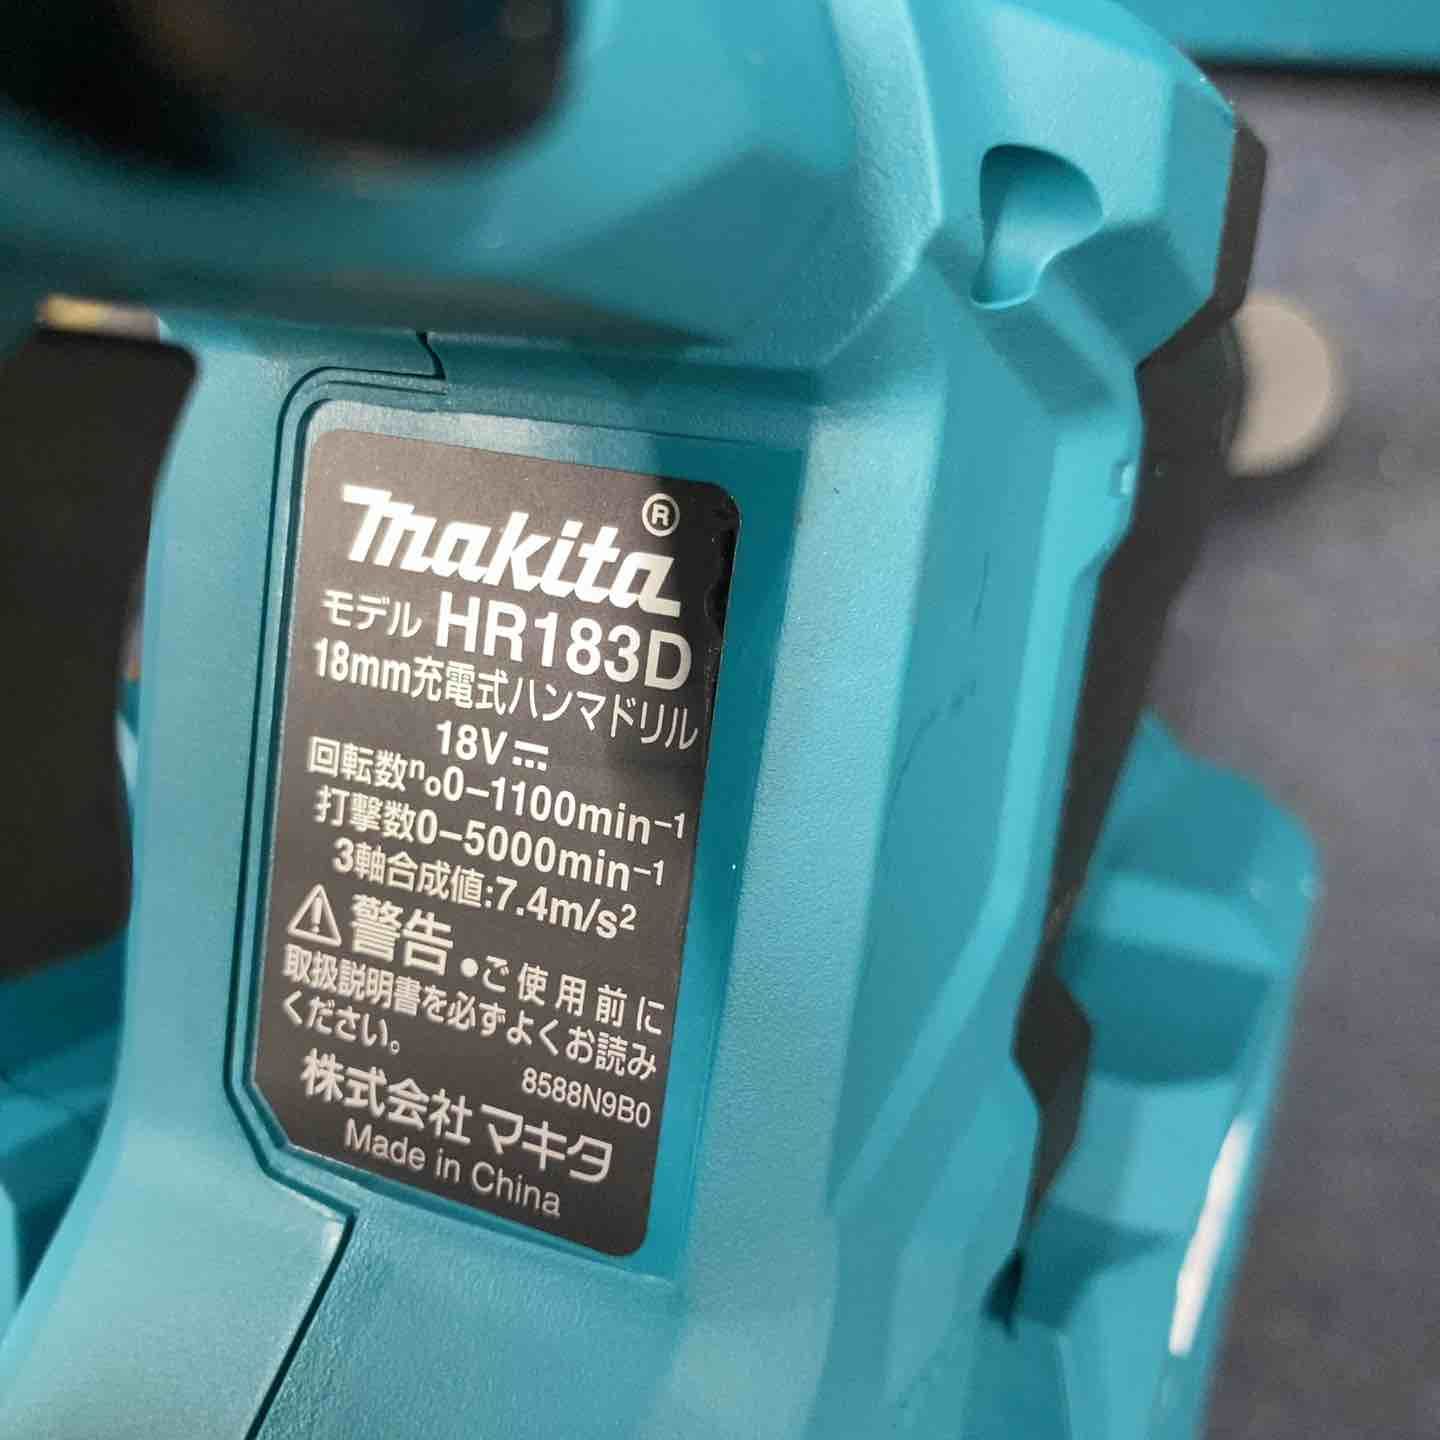 makita®
モデル HR183D
18mm充電式ハンマドリル
18V⎓
回転数n₀0-1100min⁻¹
打撃数0-5000min⁻¹
3軸合成値:7.4m/s²
⚠警告 ●ご使用前に
取扱説明書を必ずよくお読み
ください。
8588N9B0
株式会社マキタ
Made in China